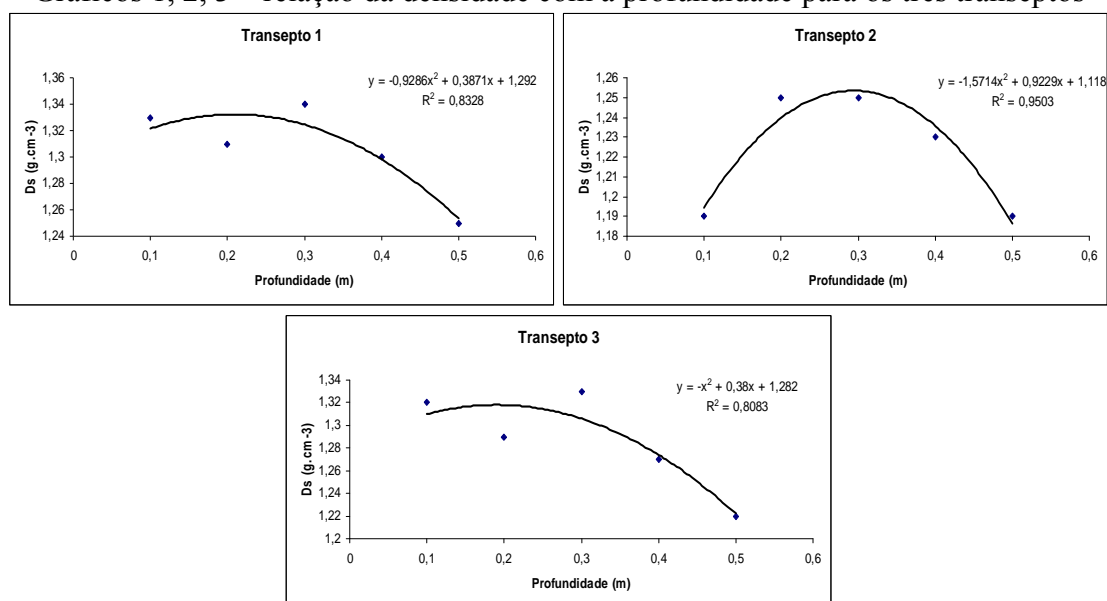 Gráficos 1, 2, 3 – relação da densidade com a profundidade para os três transeptos
Transepto 1
y = -0,9286x² + 0,3871x + 1,292
R² = 0,8328
1,36
1,34
1,32
1,3
1,28
1,26
1,24
Ds (g.cm-3)
0 0,1 0,2 0,3 0,4 0,5 0,6
Profundidade (m)
Transepto 2
y = -1,5714x² + 0,9229x + 1,118
R² = 0,9503
1,26
1,25
1,24
1,23
1,22
1,21
1,2
1,19
1,18
Ds (g.cm-3)
0 0,1 0,2 0,3 0,4 0,5 0,6
Profundidade (m)
Transepto 3
y = -x² + 0,38x + 1,282
R² = 0,8083
1,34
1,32
1,3
1,28
1,26
1,24
1,22
1,2
Ds (g.cm-3)
0 0,1 0,2 0,3 0,4 0,5 0,6
Profundidade (m)